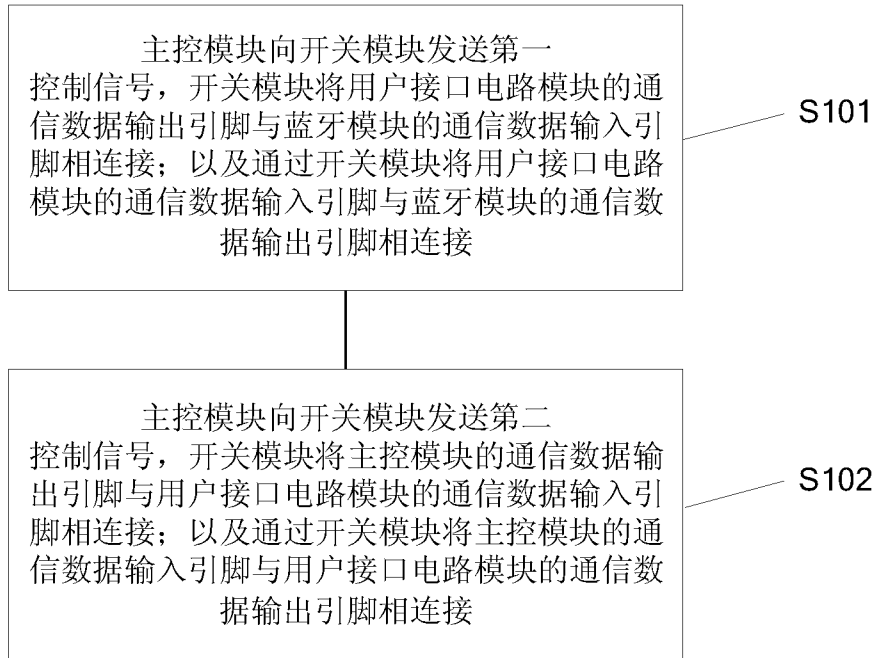 主控模块向开关模块发送第一
控制信号，开关模块将用户接口电路模块的通
信数据输出引脚与蓝牙模块的通信数据输入引
脚相连接；以及通过开关模块将用户接口电路
模块的通信数据输入引脚与蓝牙模块的通信数
据输出引脚相连接
S101
主控模块向开关模块发送第二
控制信号，开关模块将主控模块的通信数据输
出引脚与用户接口电路模块的通信数据输入引
脚相连接；以及通过开关模块将主控模块的通
信数据输入引脚与用户接口电路模块的通信数
据输出引脚相连接
S102